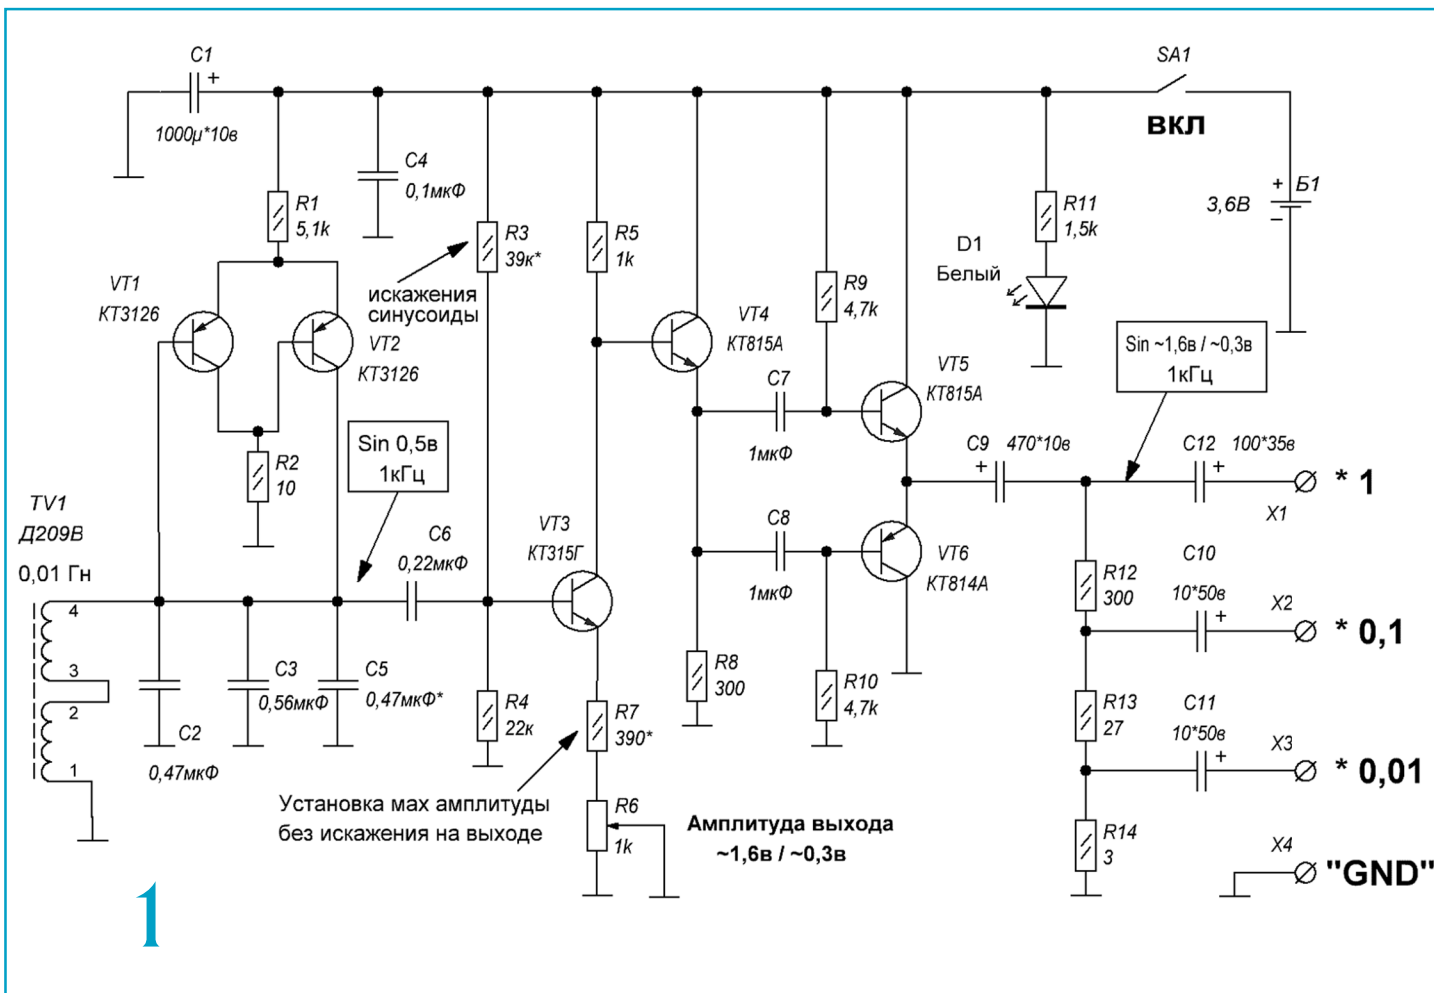 C1
+
1000µ*10в
SA1
ВКЛ
C4
0,1мкФ
R1
5,1k
R3
39к*
искажения
синусоиды
R5
1k
R9
4,7k
R11
1,5k
D1
Белый
+ Б1
3,6В
–
VT1
КТ3126
VT2
КТ3126
VT4
КТ815А
VT5
КТ815А
Sin ~1,6в / ~0,3в
1кГц
C7
1мкФ
C9
470*10в
+
C12
100*35в
+
* 1
X1
R2
10
Sin 0,5в
1кГц
TV1
Д209В
0,01 Гн
C6
0,22мкФ
VT3
КТ315Г
C8
1мкФ
VT6
КТ814А
R12
300
C10
10*50в
+
X2
* 0,1
4
3
2
1
C2
0,47мкФ
C3
0,56мкФ
C5
0,47мкФ*
R4
22к
R7
390*
R8
300
R10
4,7k
R13
27
C11
10*50в
+
X3
* 0,01
Установка мах амплитуды
без искажения на выходе
R6
1k
Амплитуда выхода
~1,6в / ~0,3в
R14
3
X4
"GND"
1